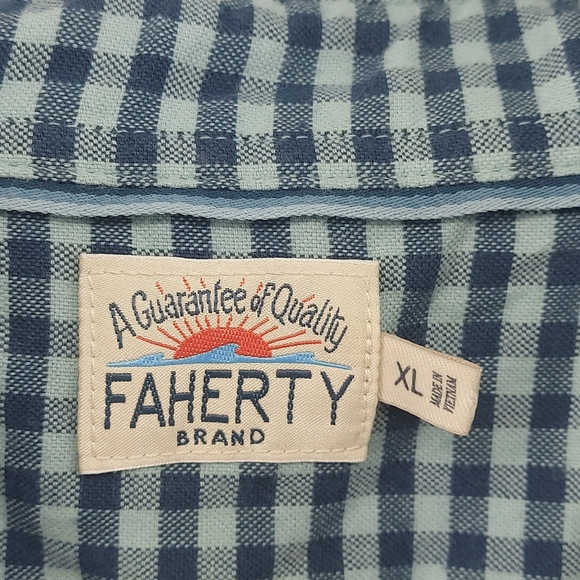 A Guarantee of Quality
FAHERTY
BRAND
XL
MADE IN
VIETNAM